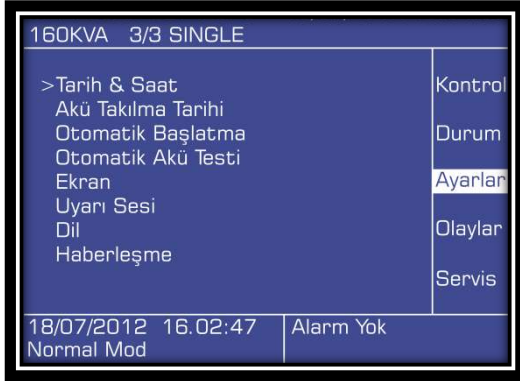 160KVA 3/3 SINGLE
>Tarih & Saat
Akü Takılma Tarihi
Otomatik Başlatma
Otomatik Akü Testi
Ekran
Uyarı Sesi
Dil
Haberleşme
Kontrol
Durum
Ayarlar
Olaylar
Servis
18/07/2012 16.02:47
Normal Mod
Alarm Yok